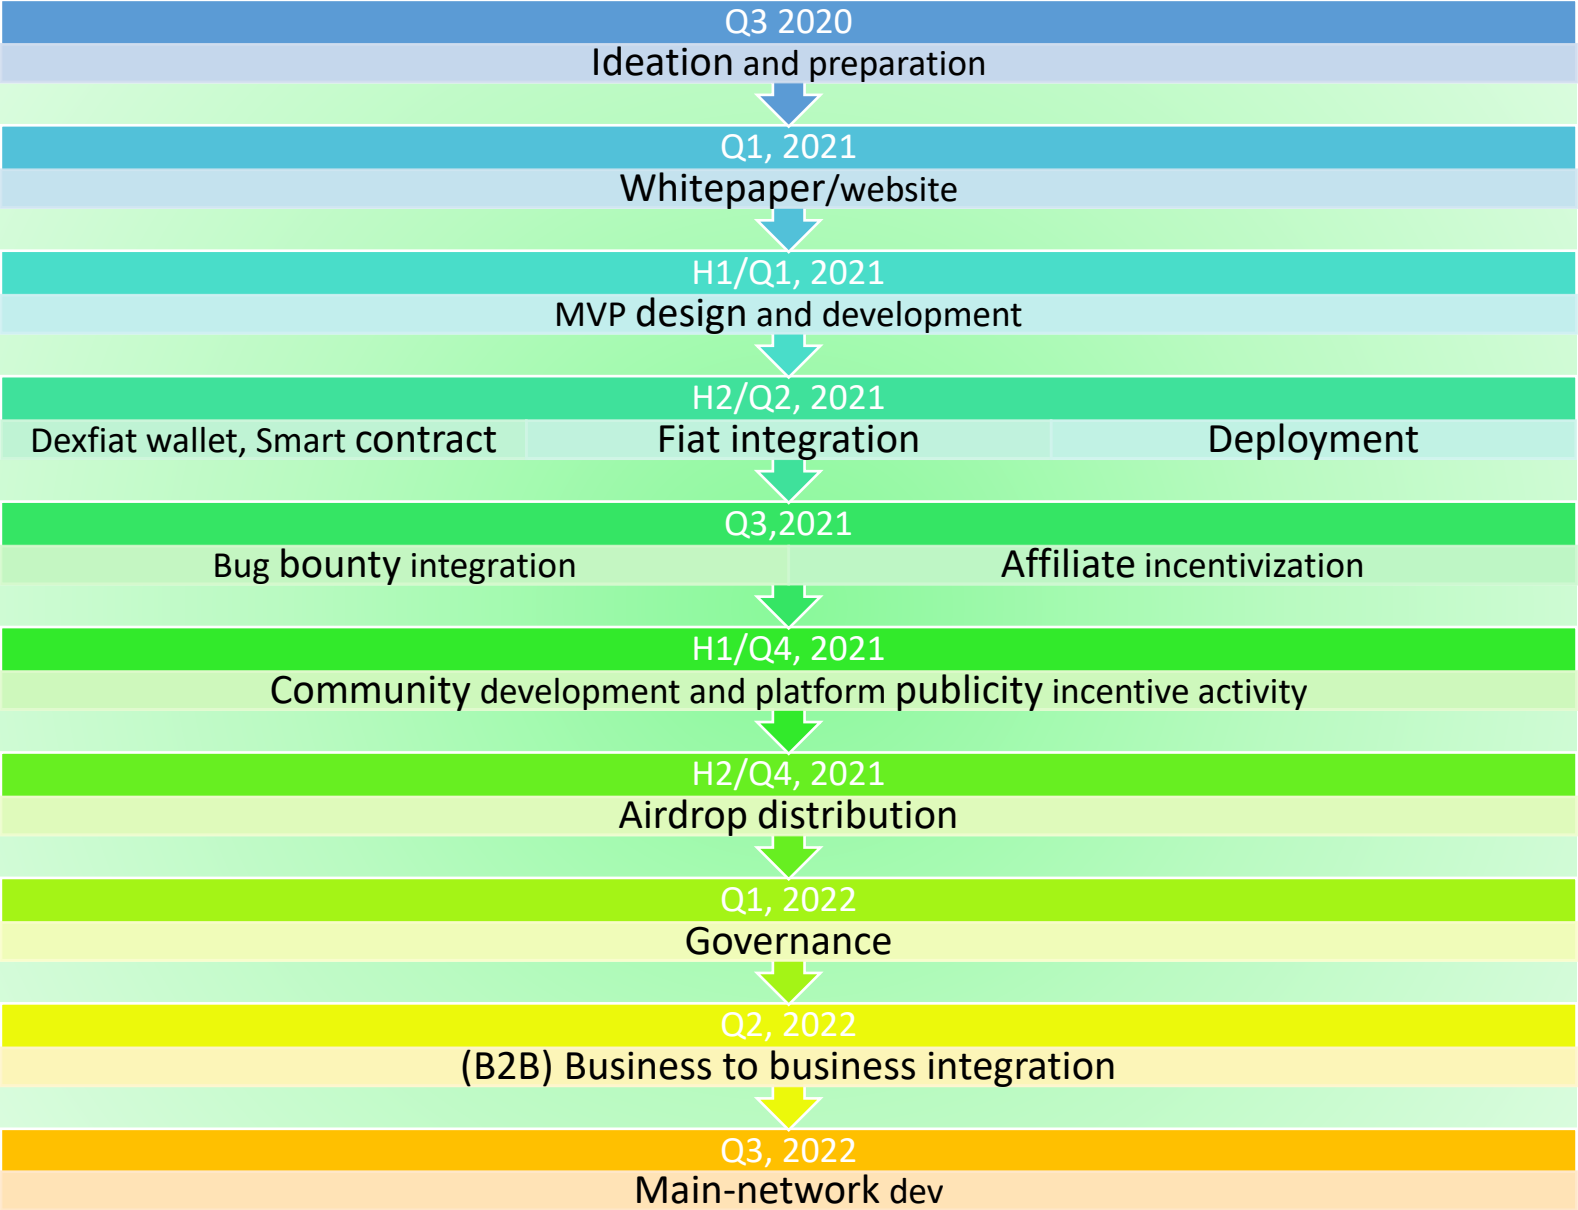 Q3 2020
Ideation and preparation
Q1, 2021
Whitepaper/website
H1/Q1, 2021
MVP design and development
H2/Q2, 2021
Dexfiat wallet, Smart contract Fiat integration Deployment
Q3,2021
Bug bounty integration Affiliate incentivization
H1/Q4, 2021
Community development and platform publicity incentive activity
H2/Q4, 2021
Airdrop distribution
Q1, 2022
Governance
Q2, 2022
(B2B) Business to business integration
Q3, 2022
Main-network dev